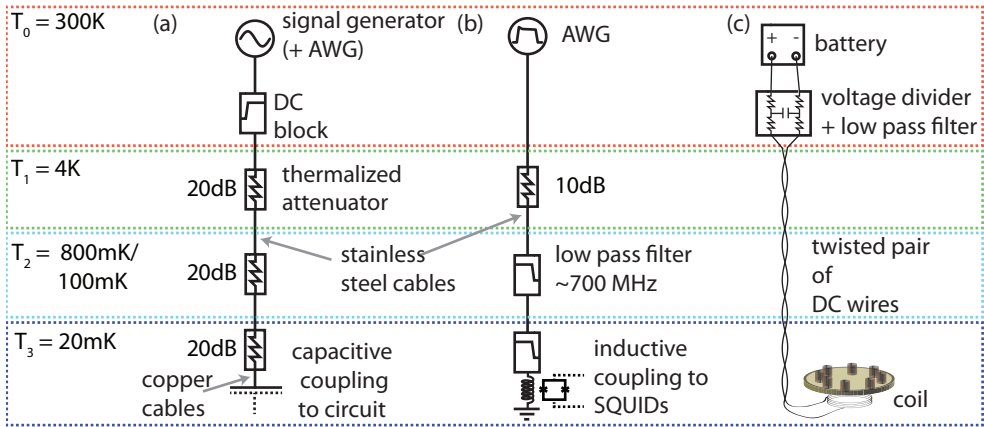 T0 = 300K
(a)
signal generator
(+ AWG)
DC
block
(b)
AWG
(c)
+ -
battery
voltage divider
+ low pass filter
T1 = 4K
20dB
thermalized
attenuator
10dB
T2 = 800mK/
100mK
20dB
stainless
steel cables
low pass filter
~700 MHz
twisted pair
of
DC wires
T3 = 20mK
20dB
copper
cables
capacitive
coupling
to circuit
inductive
coupling to
SQUIDs
coil